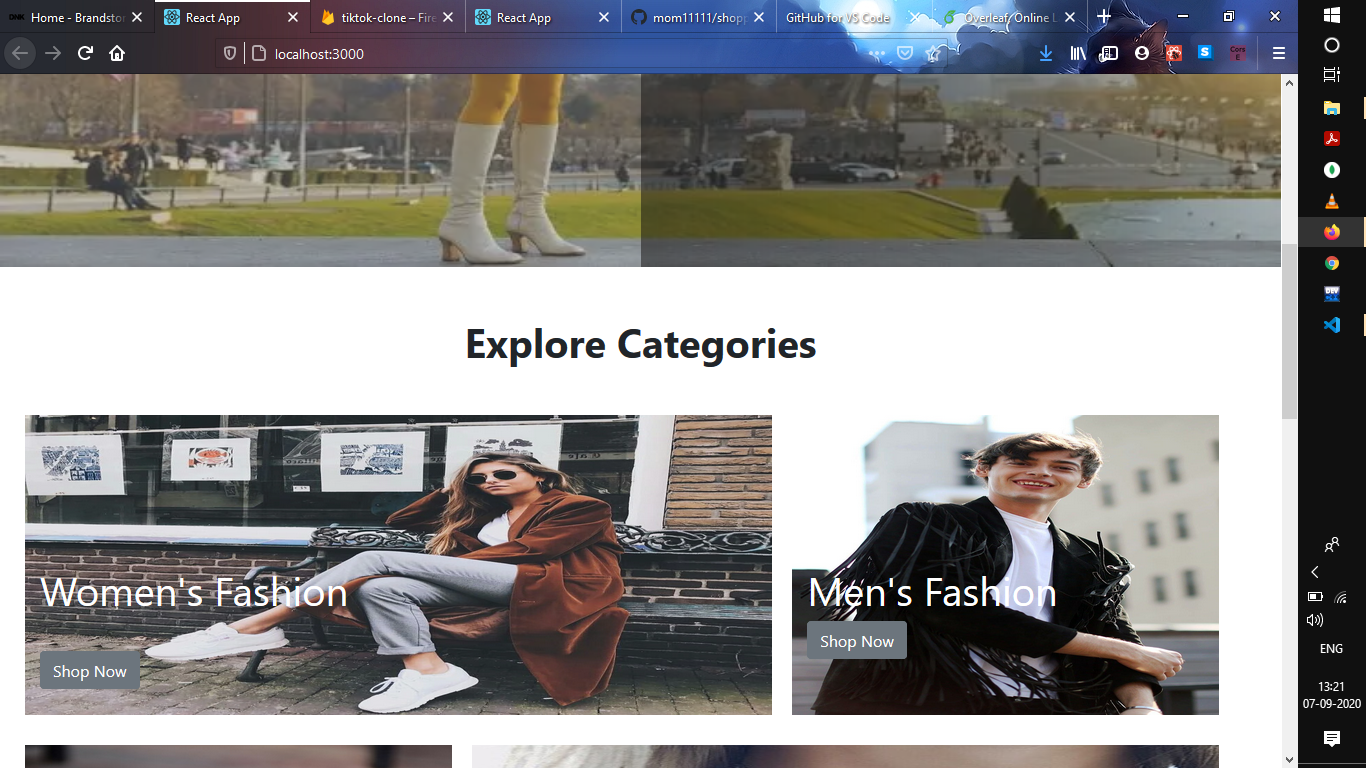 Home - Brandstor
React App
tiktok-clone – Fire
React App
mom11111/shopp
GitHub for VS Code
Overleaf, Online L
localhost:3000
Explore Categories
Women's Fashion
Shop Now
Men's Fashion
Shop Now
ENG
13:21
07-09-2020